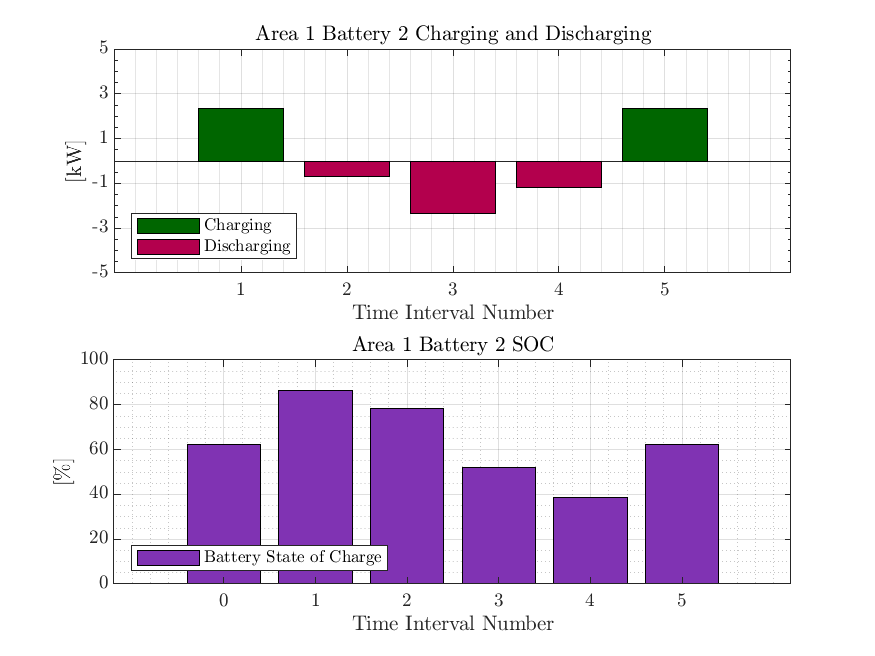 Area 1 Battery 2 Charging and Discharging
5
3
1
-1
-3
-5
[kW]
Charging
Discharging
1 2 3 4 5
Time Interval Number
Area 1 Battery 2 SOC
100
80
60
40
20
0
[%]
Battery State of Charge
0 1 2 3 4 5
Time Interval Number